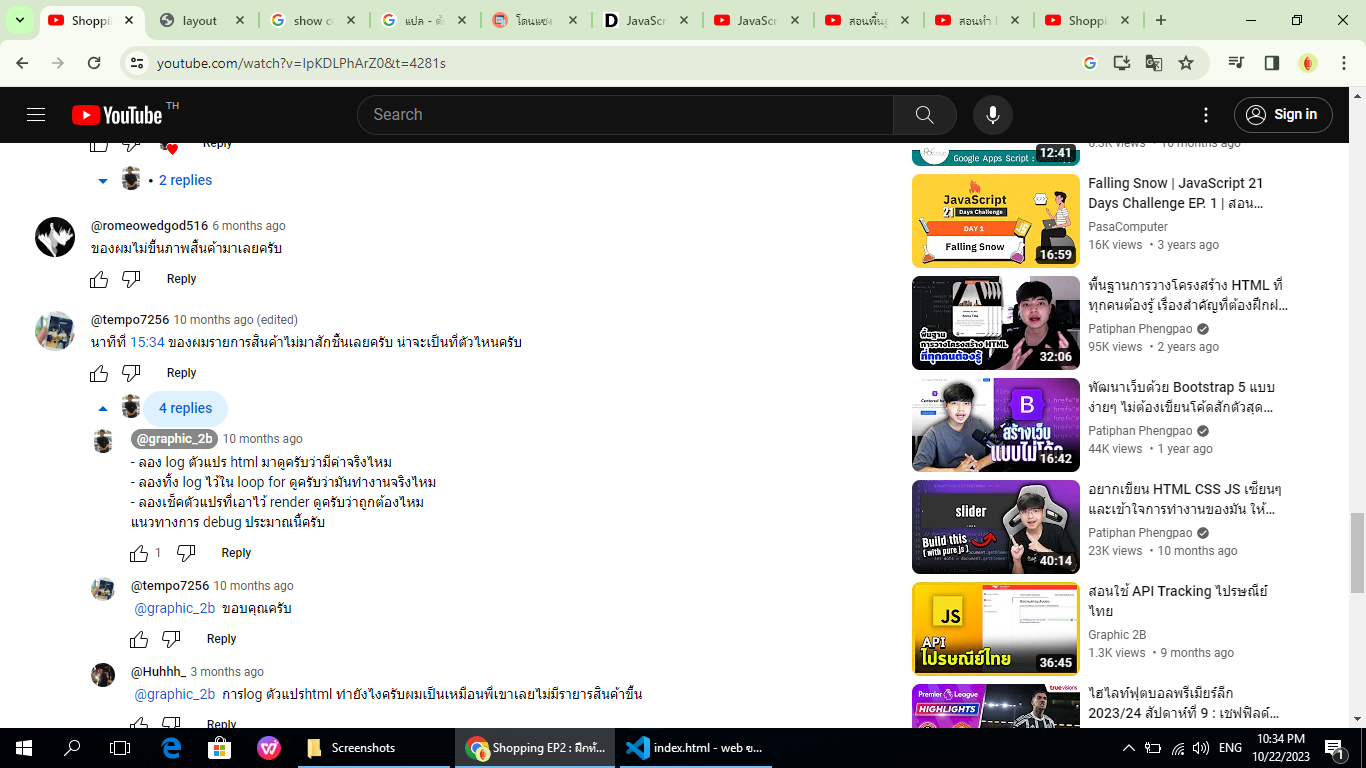 Shoppin
layout
show co
แปล - ค้
โดนแซง
JavaScr
JavaScr
สอนพื้นฐ
สอนทำ l
Shoppin
youtube.com/watch?v=IpKDLPhArZ0&t=4281s
YouTube TH
Search
Sign in
Reply
• 2 replies
@romeowedgod516 6 months ago
ของผมไม่ขึ้นภาพสื้นค้ามาเลยครับ
Reply
@tempo7256 10 months ago (edited)
นาทีที่ 15:34 ของผมรายการสินค้าไม่มาสักชิ้นเลยครับ น่าจะเป็นที่ตัวไหนครับ
Reply
4 replies
@graphic_2b 10 months ago
- ลอง log ตัวแปร html มาดูครับว่ามีค่าจริงไหม
- ลองทิ้ง log ไว้ใน loop for ดูครับว่ามันทำงานจริงไหม
- ลองเช็คตัวแปรที่เอาไว้ render ดูครับว่าถูกต้องไหม
แนวทางการ debug ประมาณนี้ครับ
1 Reply
@tempo7256 10 months ago
@graphic_2b ขอบคุณครับ
Reply
@Huhhh_ 3 months ago
@graphic_2b การlog ตัวแปรhtml ทำยังไงครับผมเป็นเหมือนพี่เขาเลยไม่มีรายารสินค้าขึ้น
Reply
Google Apps Script :
12:41
6.3K views • 10 months ago
JavaScript
21 Days Challenge
DAY 1
Falling Snow
16:59
Falling Snow | JavaScript 21
Days Challenge EP. 1 | สอน...
PasaComputer
16K views • 3 years ago
พื้นฐาน
การวางโครงสร้าง HTML
ที่ทุกคนต้องรู้
32:06
พื้นฐานการวางโครงสร้าง HTML ที่
ทุกคนต้องรู้ เรื่องสำคัญที่ต้องฝึกฝ...
Patiphan Phengpao
95K views • 2 years ago
B
สร้างเว็บ
แบบไม่โค้ด
16:42
พัฒนาเว็บด้วย Bootstrap 5 แบบ
ง่ายๆ ไม่ต้องเขียนโค้ดสักตัวสุด...
Patiphan Phengpao
44K views • 1 year ago
slider
Build this
( with pure js )
40:14
อยากเขียน HTML CSS JS เซียนๆ
และเข้าใจการทำงานของมัน ให้...
Patiphan Phengpao
23K views • 10 months ago
JS
API
ไปรษณีย์ไทย
36:45
สอนใช้ API Tracking ไปรษณีย์
ไทย
Graphic 2B
1.3K views • 9 months ago
Premier League
HIGHLIGHTS
truevisions
ไฮไลท์ฟุตบอลพรีเมียร์ลีก
2023/24 สัปดาห์ที่ 9 : เชฟฟิลด์...
Screenshots
Shopping EP2 : ฝึกทั...
index.html - web ข...
ENG
10:34 PM
10/22/2023
1